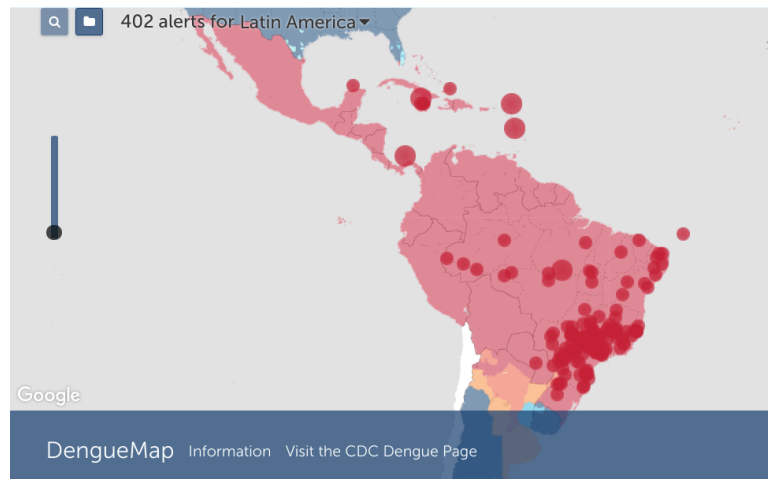 402 alerts for Latin America
Google
DengueMap Information Visit the CDC Dengue Page